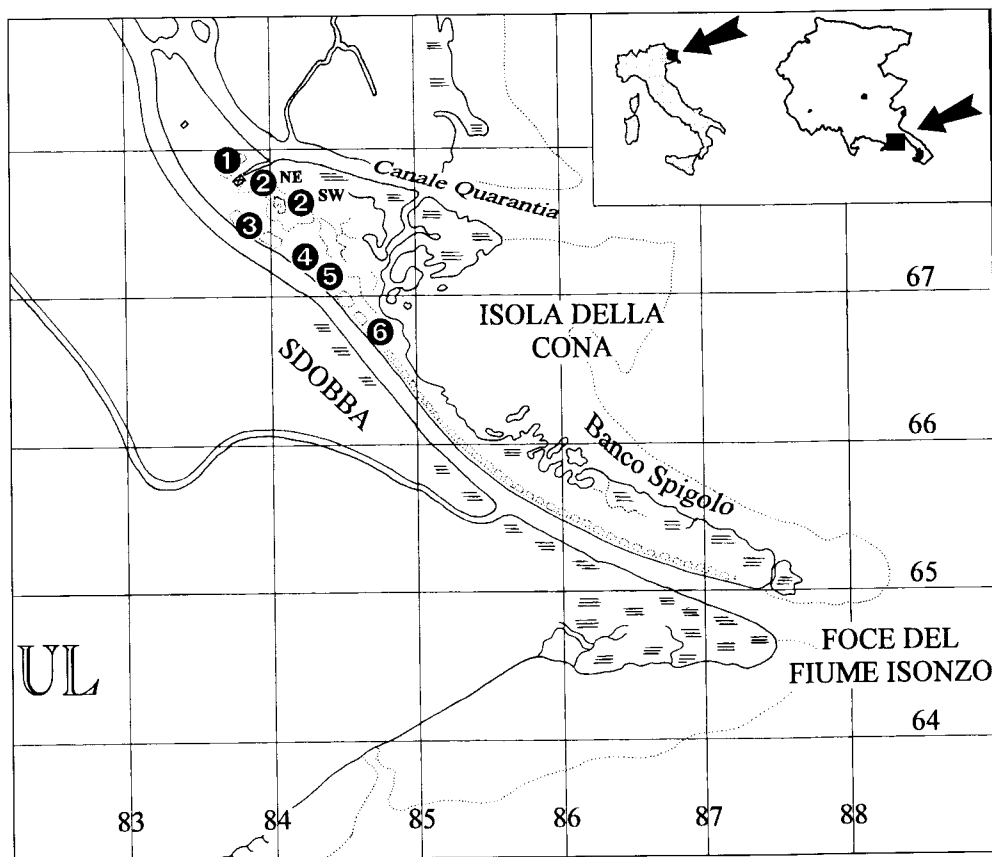 1
2 NE
2 SW
3
4
5
6
Canale Quarantia
ISOLA DELLA
CONA
SDOBBA
Banco Spigolo
FOCE DEL
FIUME ISONZO
UL
67
66
65
64
83 84 85 86 87 88